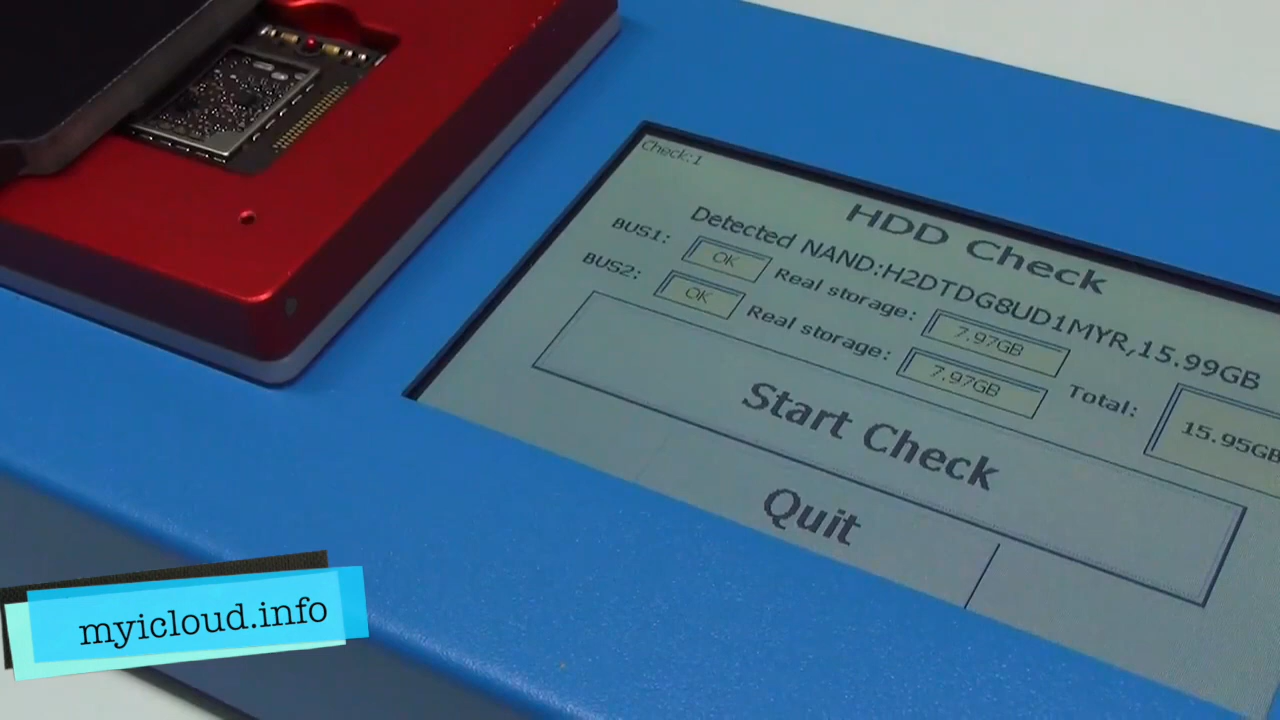 Check:1
HDD Check
Detected NAND:H2DTDG8UD1MYR,15.99GB
BUS1: OK Real storage: 7.97GB
BUS2: OK Real storage: 7.97GB Total: 15.95GB
Start Check
Quit
myicloud.info